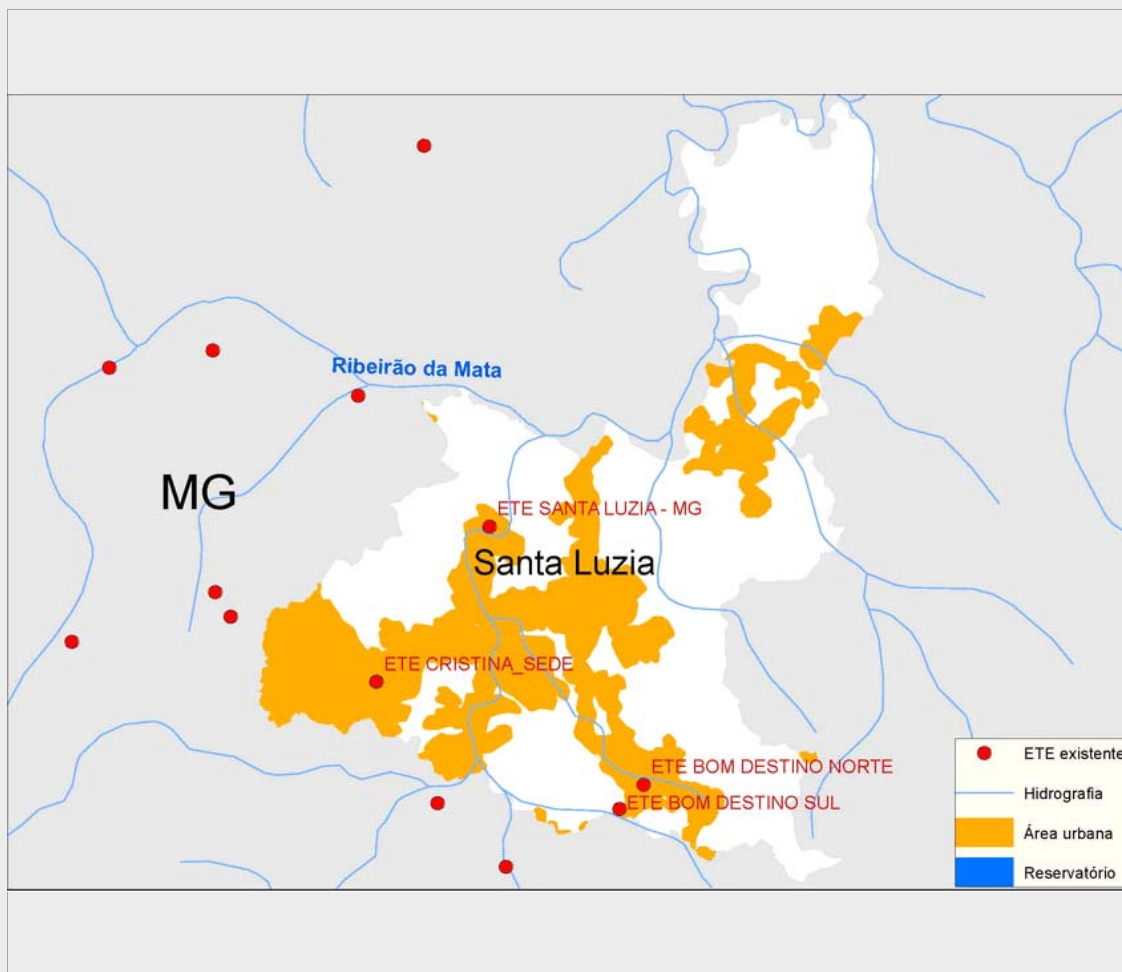 Ribeirão da Mata
MG
ETE SANTA LUZIA - MG
Santa Luzia
ETE CRISTINA_SEDE
ETE BOM DESTINO NORTE
ETE BOM DESTINO SUL
ETE existente
Hidrografia
Área urbana
Reservatório